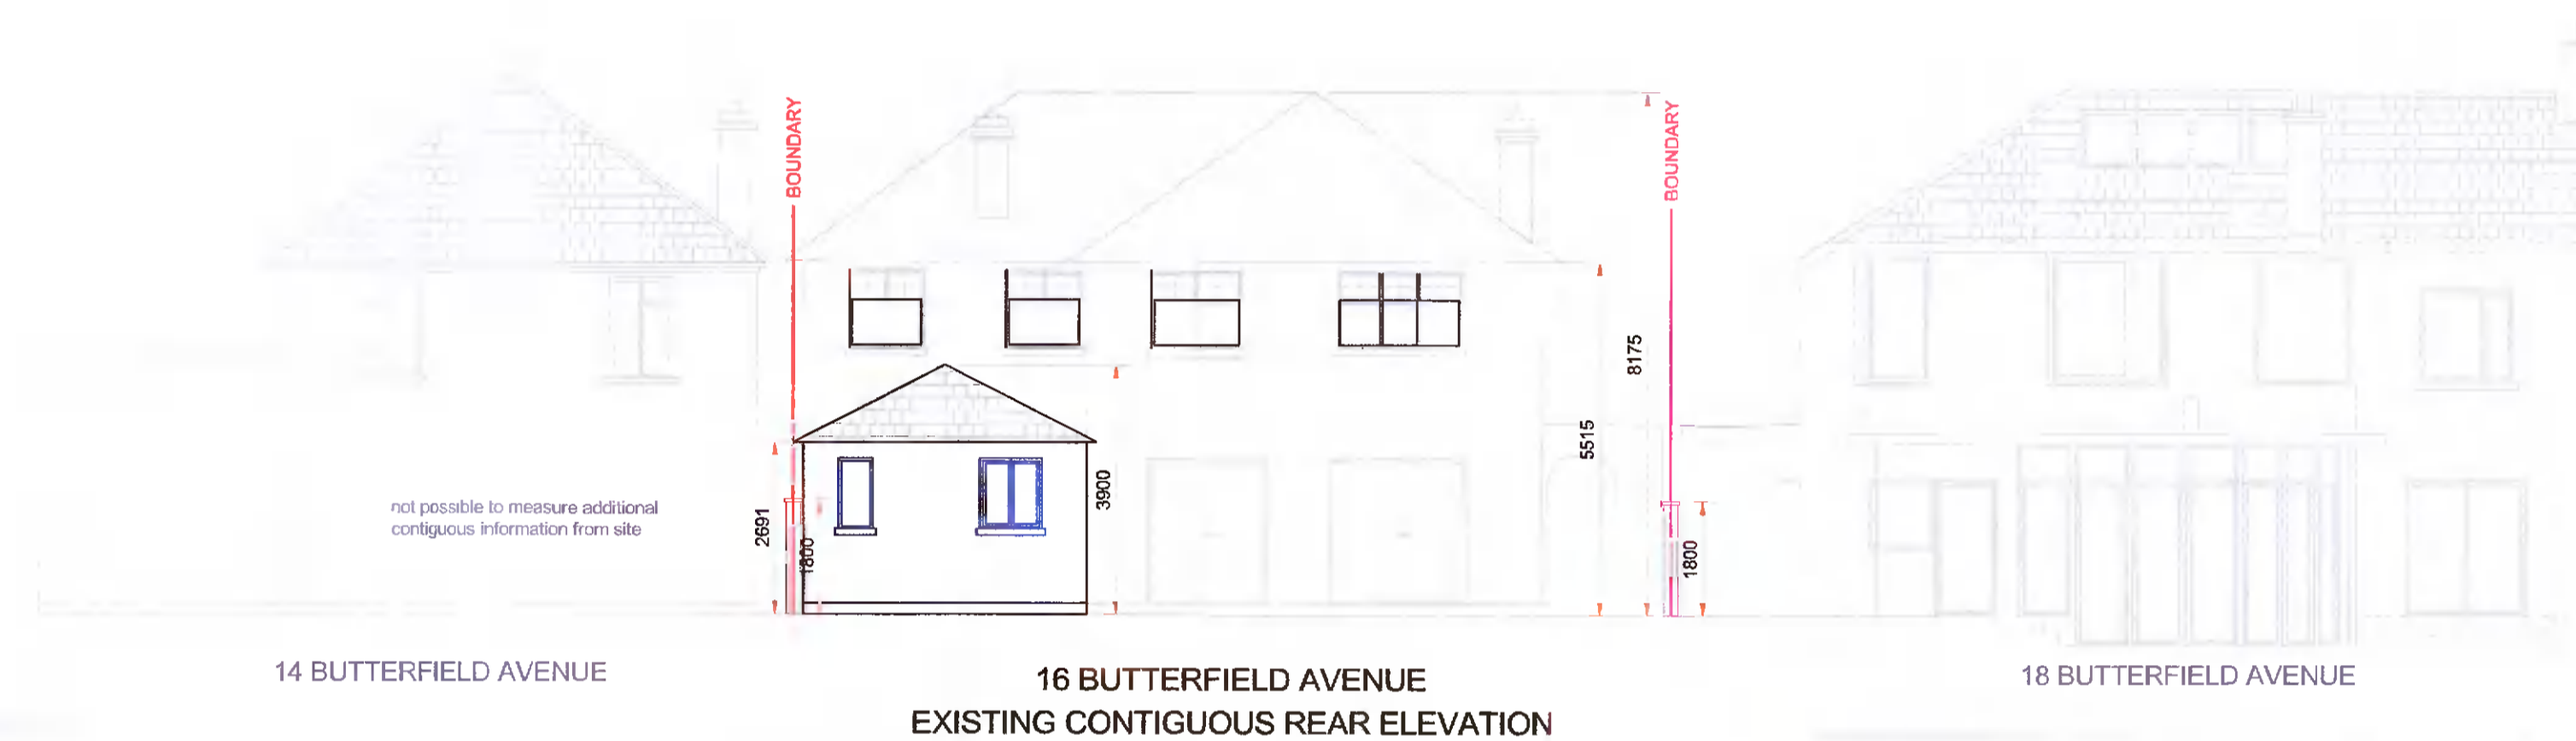 BOUNDARY
BOUNDARY
8175
5515
3900
2691
1800
1800
not possible to measure additional
contiguous information from site
14 BUTTERFIELD AVENUE
16 BUTTERFIELD AVENUE
EXISTING CONTIGUOUS REAR ELEVATION
18 BUTTERFIELD AVENUE